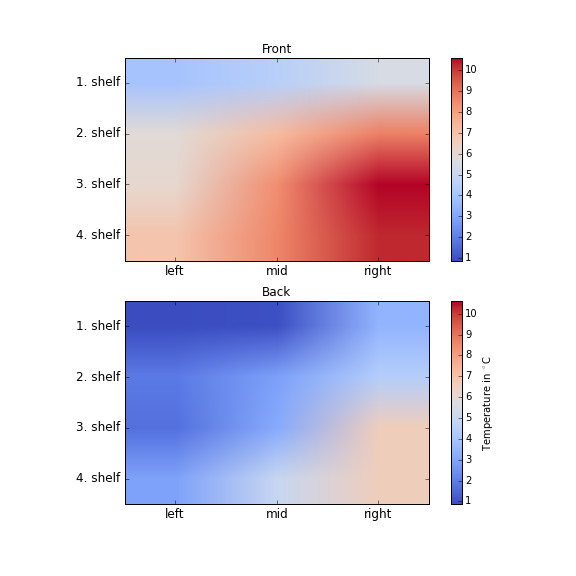 Front
1. shelf
2. shelf
3. shelf
4. shelf
left mid right
10
9
8
7
6
5
4
3
2
1
Back
1. shelf
2. shelf
3. shelf
4. shelf
left mid right
10
9
8
7
6
5
4
3
2
1
Temperature in °C